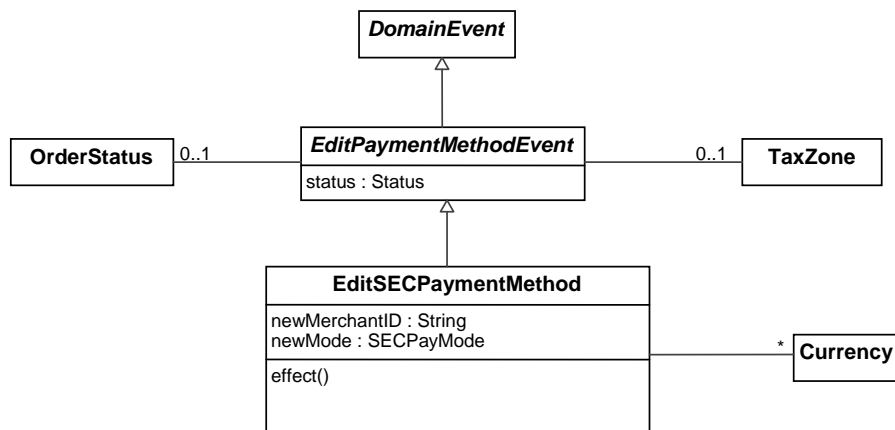 DomainEvent
EditPaymentMethodEvent
OrderStatus
0..1
0..1
TaxZone
status : Status
EditSECPaymentMethod
newMerchantID : String
newMode : SECPayMode
*
Currency
effect()